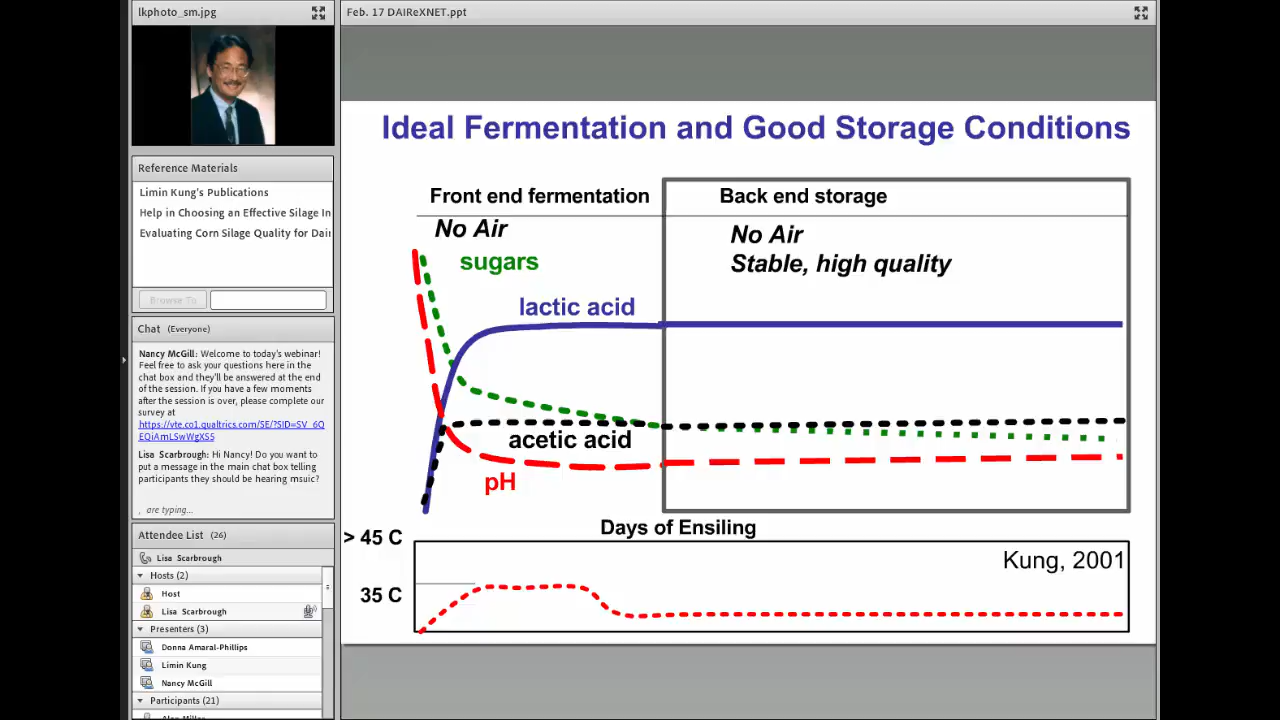 lkphoto_sm.jpg
Reference Materials
Limin Kung's Publications
Help in Choosing an Effective Silage In
Evaluating Corn Silage Quality for Dair
Browse To
Chat (Everyone)
Nancy McGill: Welcome to today's webinar!
Feel free to ask your questions here in the
chat box and they'll be answered at the end
of the session. If you have a few moments
after the session is over, please complete our
survey at
https://vte.co1.qualtrics.com/SE/?SID=SV_6Q
EQiAmLSwWgXS5
Lisa Scarbrough: Hi Nancy! Do you want to
put a message in the main chat box telling
participants they should be hearing msuic?
, are typing...
Attendee List (26)
Lisa Scarbrough
Hosts (2)
Host
Lisa Scarbrough
Presenters (3)
Donna Amaral-Phillips
Limin Kung
Nancy McGill
Participants (21)
Feb. 17 DAIReXNET.ppt
Ideal Fermentation and Good Storage Conditions
Front end fermentation
Back end storage
No Air
No Air
sugars
Stable, high quality
lactic acid
acetic acid
pH
Days of Ensiling
> 45 C
Kung, 2001
35 C